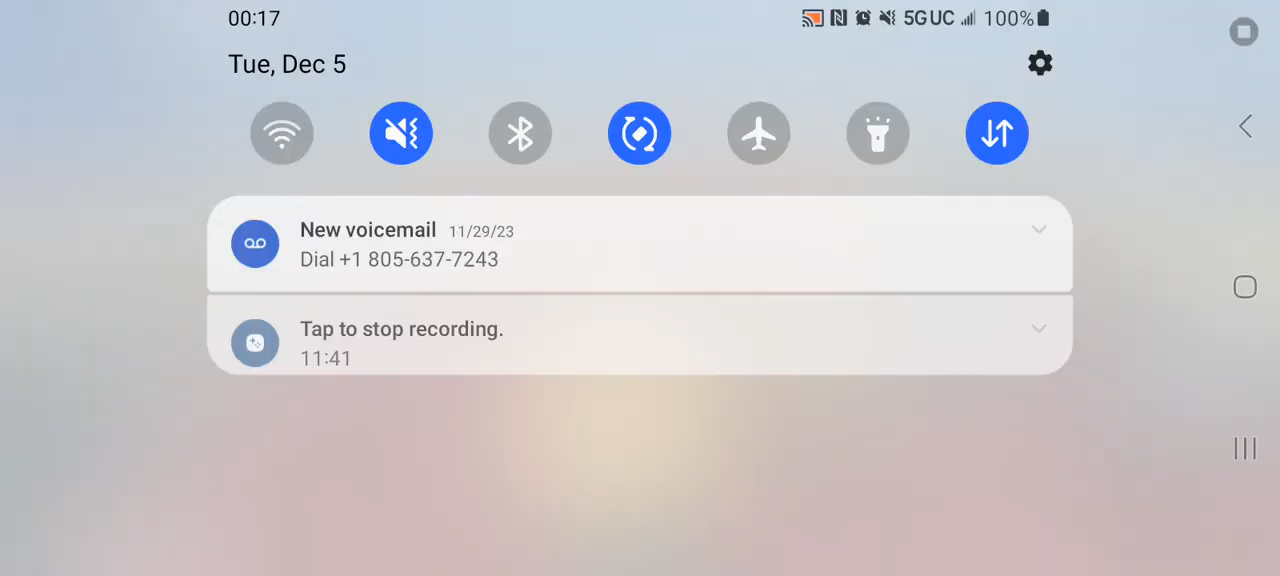 00:17
5G UC
100%
Tue, Dec 5
New voicemail 11/29/23
Dial +1 805-637-7243
Tap to stop recording.
11:41